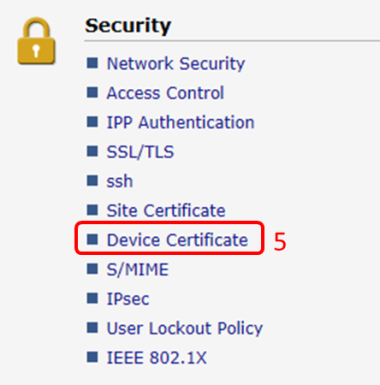 Security
Network Security
Access Control
IPP Authentication
SSL/TLS
ssh
Site Certificate
Device Certificate 5
S/MIME
IPsec
User Lockout Policy
IEEE 802.1X